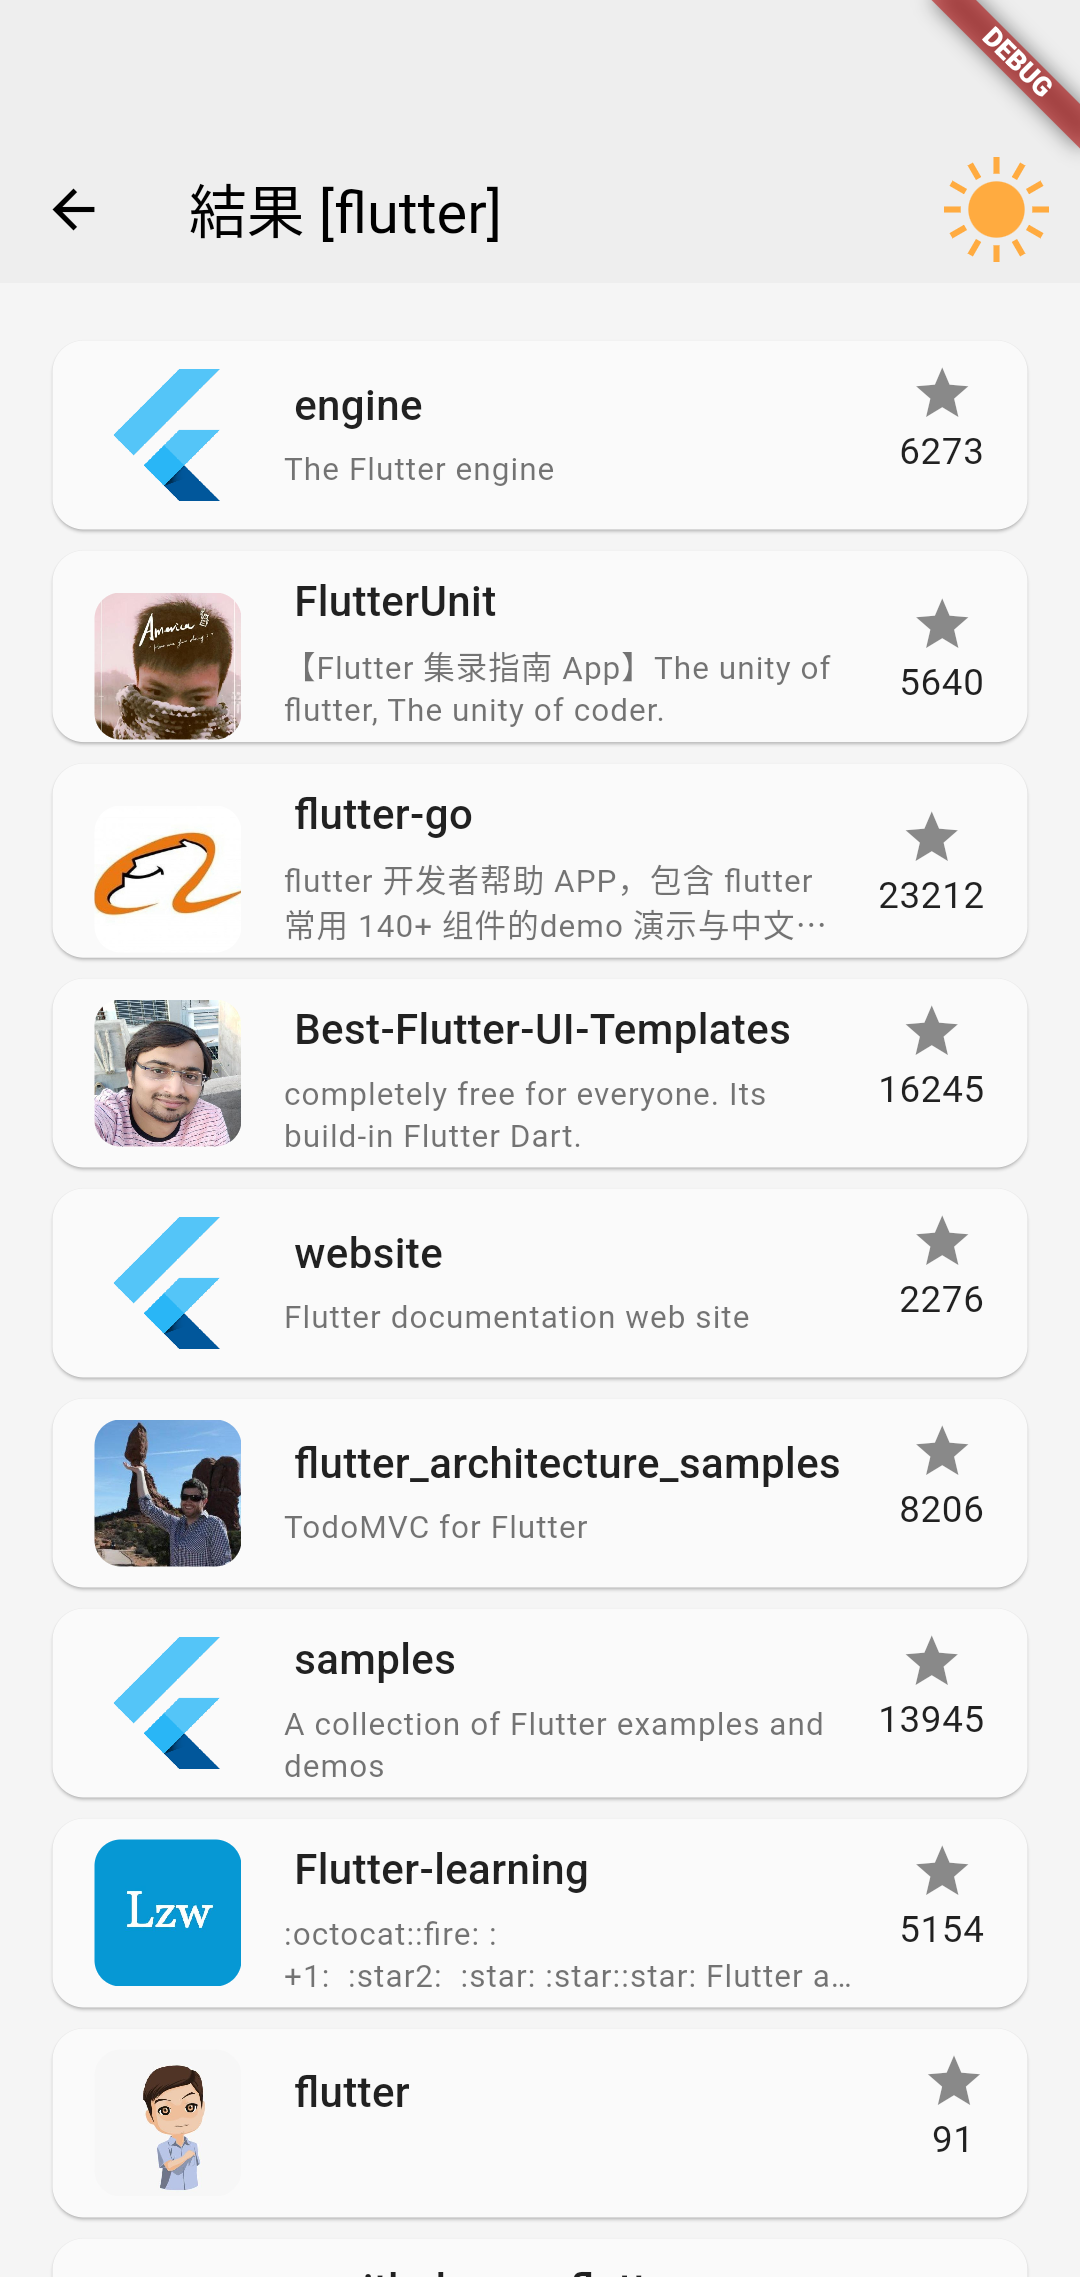 DEBUG
結果 [flutter]
engine
6273
The Flutter engine
FlutterUnit
5640
【Flutter 集录指南 App】The unity of
flutter, The unity of coder.
flutter-go
23212
flutter 开发者帮助 APP，包含 flutter
常用 140+ 组件的demo 演示与中文…
Best-Flutter-UI-Templates
16245
completely free for everyone. Its
build-in Flutter Dart.
website
2276
Flutter documentation web site
flutter_architecture_samples
8206
TodoMVC for Flutter
samples
13945
A collection of Flutter examples and
demos
Lzw
Flutter-learning
5154
:octocat::fire: :
+1: :star2: :star: :star::star: Flutter a…
flutter
91